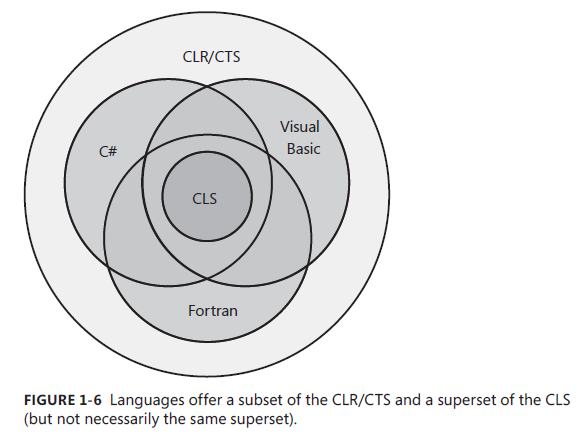 CLR/CTS
C#
Visual
Basic
CLS
Fortran
FIGURE 1-6 Languages offer a subset of the CLR/CTS and a superset of the CLS
(but not necessarily the same superset).